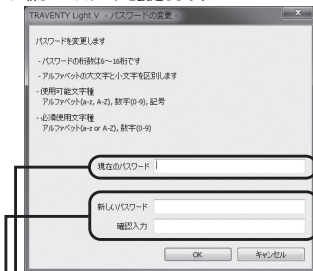 TRAVENTY Light V - パスワードの変更 -
パスワードを変更します
- パスワードの桁数は6~16桁です
- アルファベットの大文字と小文字を区別します
- 使用可能文字種
アルファベット(a-z, A-Z), 数字(0-9), 記号
- 必須使用文字種
アルファベット(a-z or A-Z), 数字(0-9)
現在のパスワード
新しいパスワード
確認入力
OK キャンセル